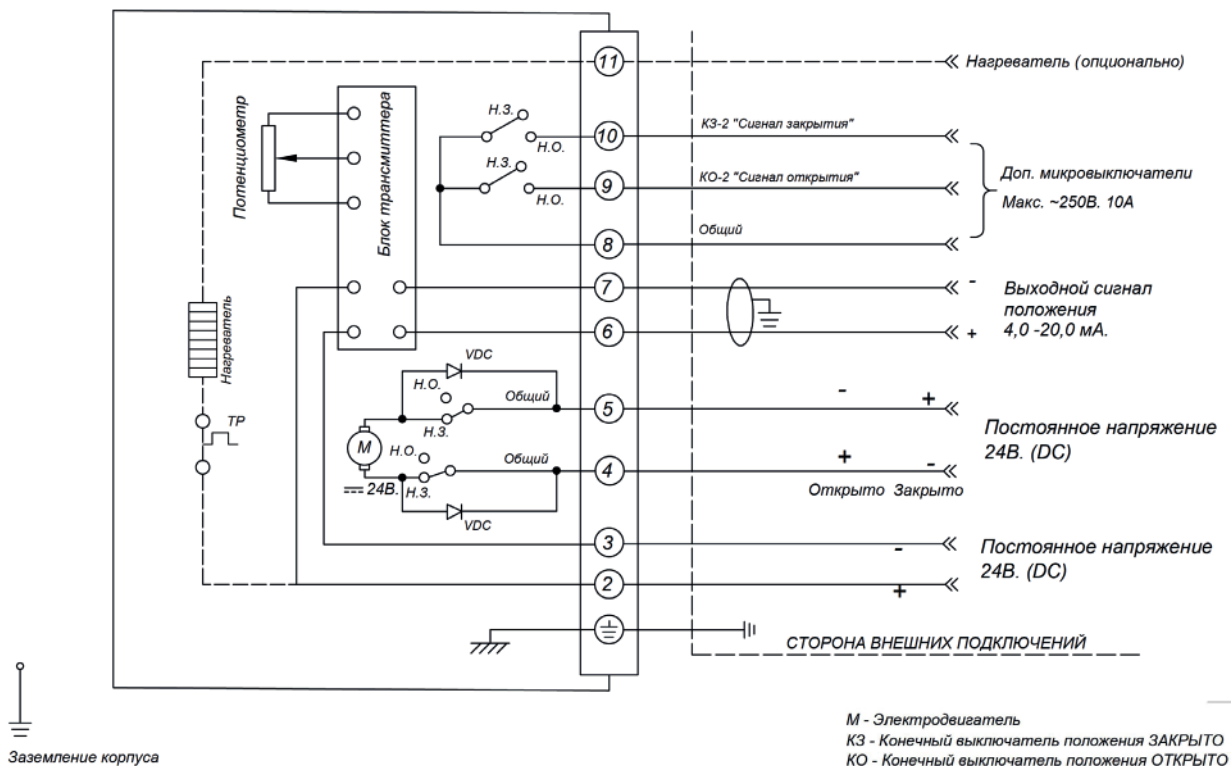 11
Нагреватель (опционально)
Потенциометр
Блок трансмиттера
Н.З.
Н.О.
10
КЗ-2 "Сигнал закрытия"
Н.З.
Н.О.
9
КО-2 "Сигнал открытия"
Доп. микровыключатели
Макс. ~250В. 10А
8
Общий
7
-
Выходной сигнал
положения
4,0 -20,0 мА.
6
+
Нагреватель
ТР
VDC
Н.О.
Общий
Н.З.
5
-
+
Постоянное напряжение
24В. (DC)
М
24В.
Н.О.
Общий
Н.З.
4
+
-
Открыто
Закрыто
VDC
3
-
Постоянное напряжение
24В. (DC)
2
+
СТОРОНА ВНЕШНИХ ПОДКЛЮЧЕНИЙ
Заземление корпуса
М - Электродвигатель
КЗ - Конечный выключатель положения ЗАКРЫТО
КО - Конечный выключатель положения ОТКРЫТО